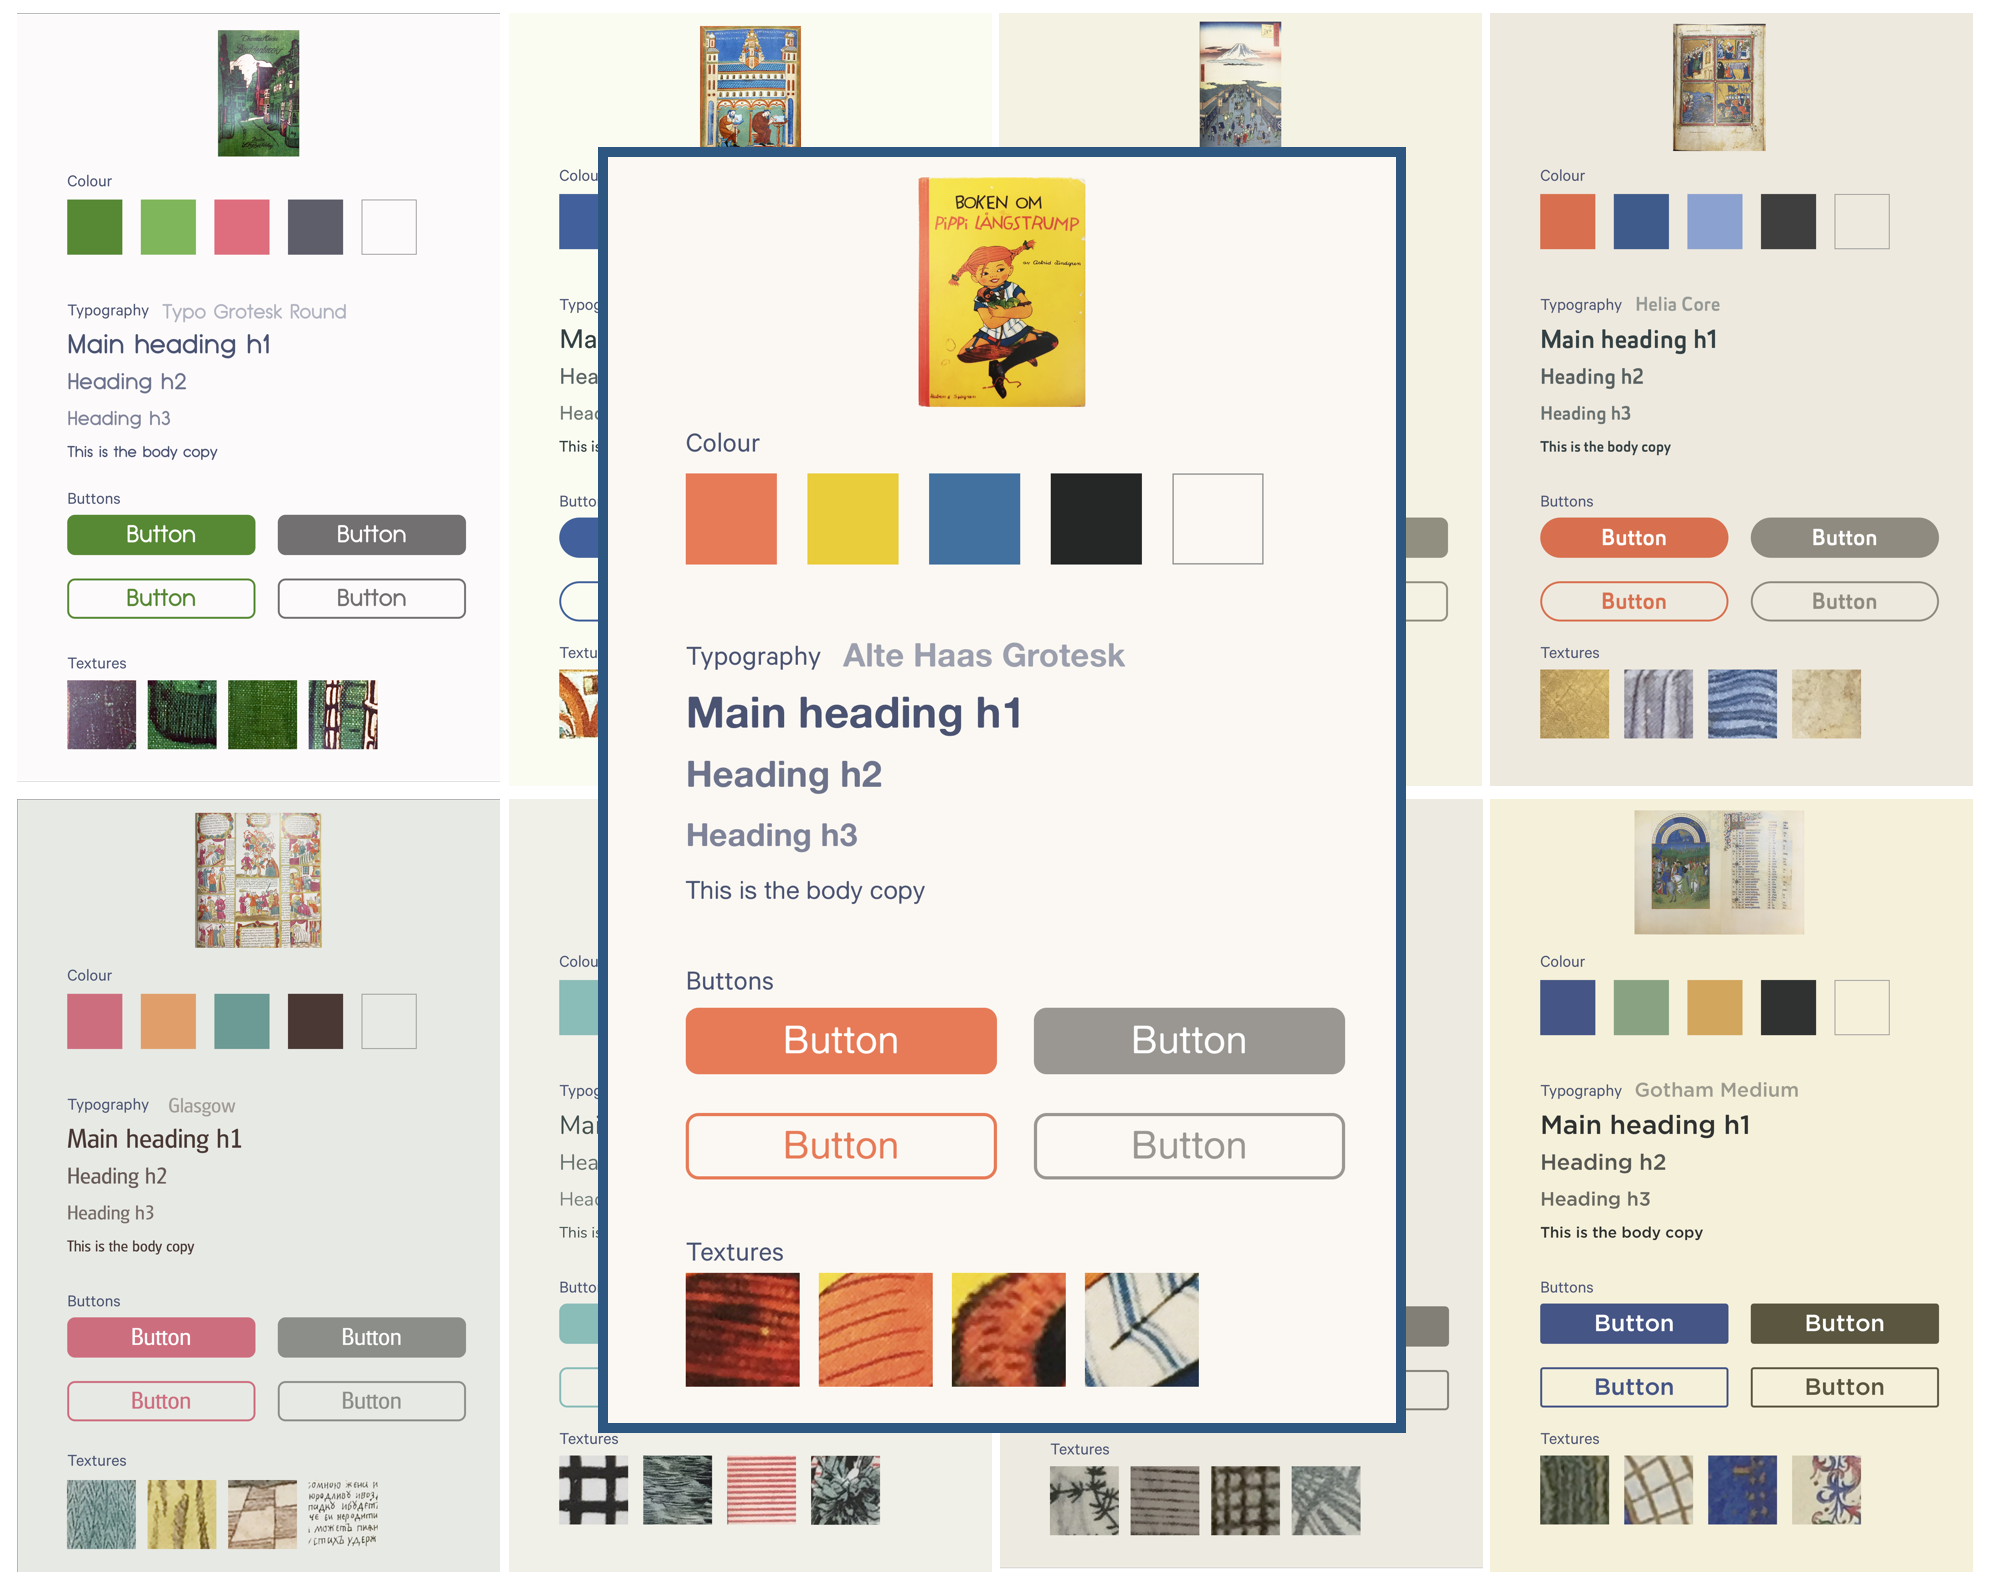 Colour
Typography Typo Grotesk Round
Main heading h1
Heading h2
Heading h3
This is the body copy
Buttons
Button Button
Button Button
Textures
Colou
Typog
Ma
Hea
Head
This is
Butto
Textu
BOKEN OM
PIPPI LÅNGSTRUMP
av Astrid Lindgren
Colour
Typography Alte Haas Grotesk
Main heading h1
Heading h2
Heading h3
This is the body copy
Buttons
Button Button
Button Button
Textures
Colour
Typography Helia Core
Main heading h1
Heading h2
Heading h3
This is the body copy
Buttons
Button Button
Button Button
Textures
Colour
Typography Glasgow
Main heading h1
Heading h2
Heading h3
This is the body copy
Buttons
Button Button
Button Button
Textures
Colou
Typog
Mai
Hea
Head
This is
Butto
Textures
Textures
Colour
Typography Gotham Medium
Main heading h1
Heading h2
Heading h3
This is the body copy
Buttons
Button Button
Button Button
Textures